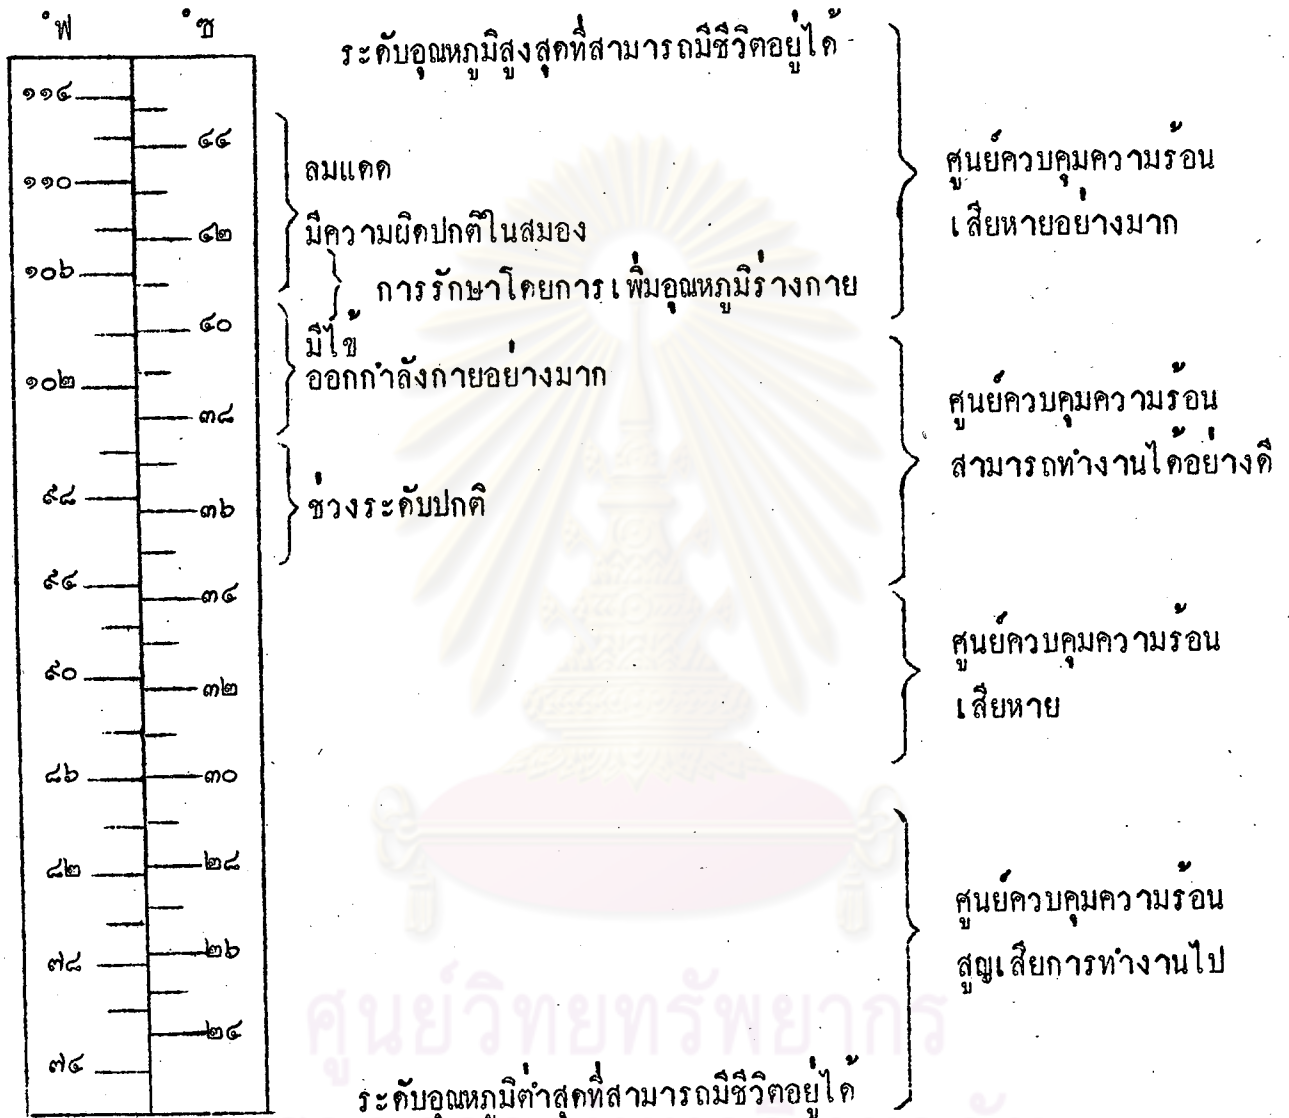 °ฟ °ซ
ระดับอุณหภูมิสูงสุดที่สามารถมีชีวิตอยู่ได้
๑๑๔
๔๔
๑๑๐
ลมแดด
ศูนย์ควบคุมความร้อน
เสียหายอย่างมาก
๔๒
มีความผิดปกติในสมอง
๑๐๖
การรักษาโดยการเพิ่มอุณหภูมิร่างกาย
๔๐
มีไข้
๑๐๒
ออกกำลังกายอย่างมาก
๓๘
ศูนย์ควบคุมความร้อน
สามารถทำงานได้อย่างดี
๙๘
๓๖
ช่วงระดับปกติ
๙๔
๓๔
ศูนย์ควบคุมความร้อน
เสียหาย
๙๐
๓๒
๘๖
๓๐
๘๒
๒๘
ศูนย์ควบคุมความร้อน
สูญเสียการทำงานไป
๗๘
๒๖
๒๔
ศูนย์วิทยทรัพยากร
๗๔
ระดับอุณหภูมิต่ำสุดที่สามารถมีชีวิตอยู่ได้